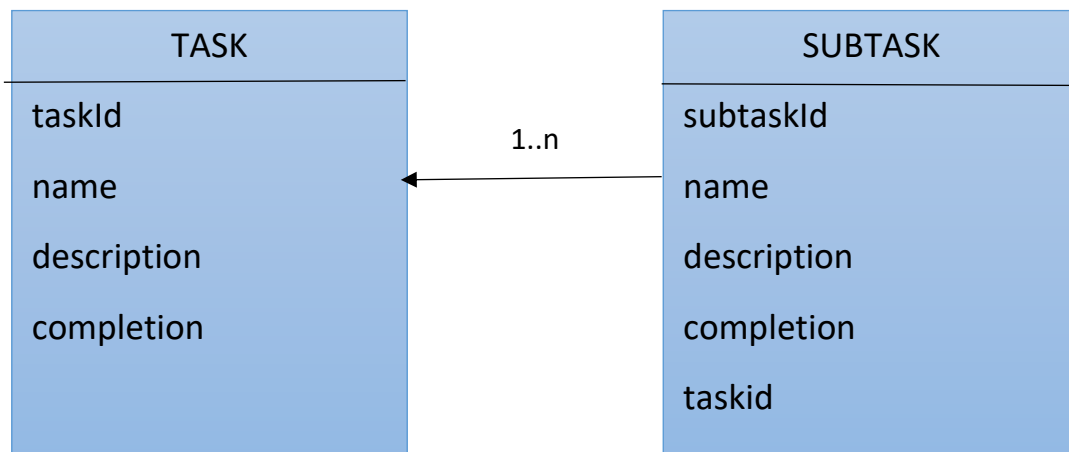 TASK
taskId
name
description
completion
1..n
SUBTASK
subtaskId
name
description
completion
taskid